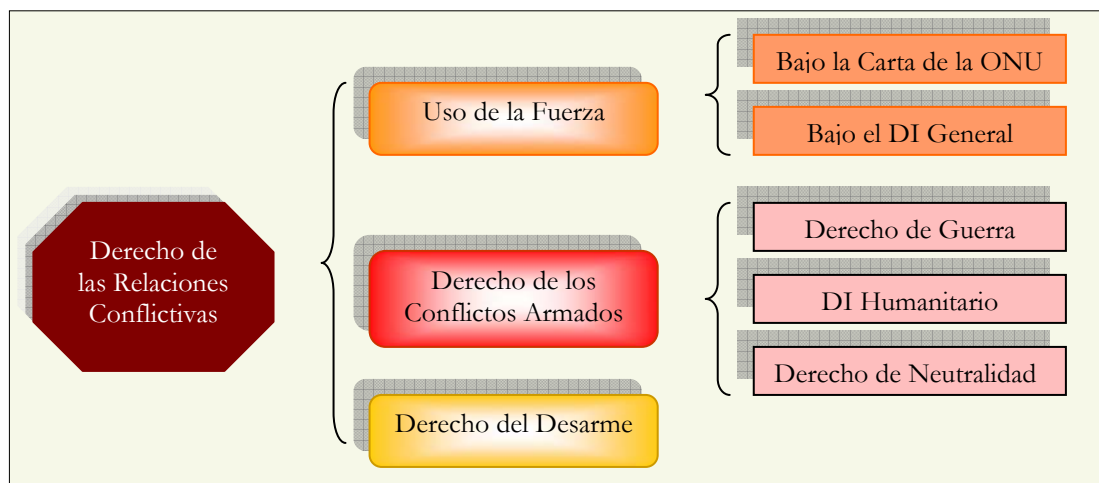 Derecho de
las Relaciones
Conflictivas
Uso de la Fuerza
Bajo la Carta de la ONU
Bajo el DI General
Derecho de los
Conflictos Armados
Derecho de Guerra
DI Humanitario
Derecho de Neutralidad
Derecho del Desarme